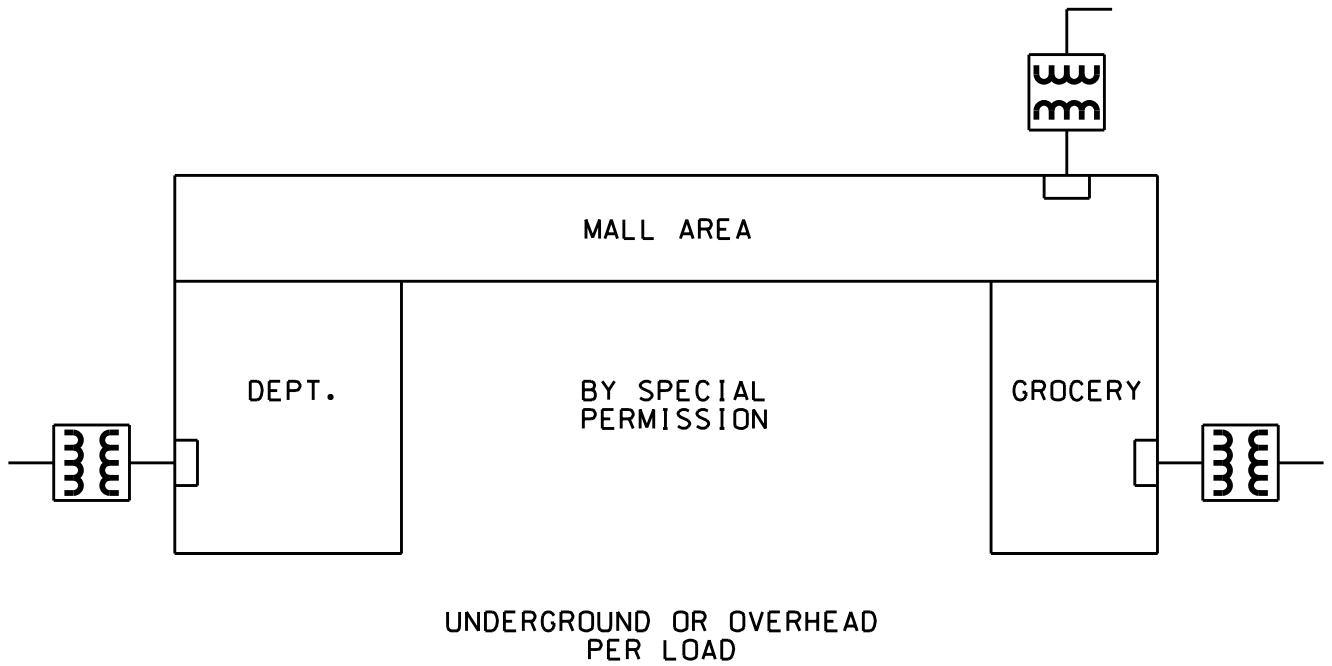 MALL AREA
DEPT.
BY SPECIAL
PERMISSION
GROCERY
UNDERGROUND OR OVERHEAD
PER LOAD